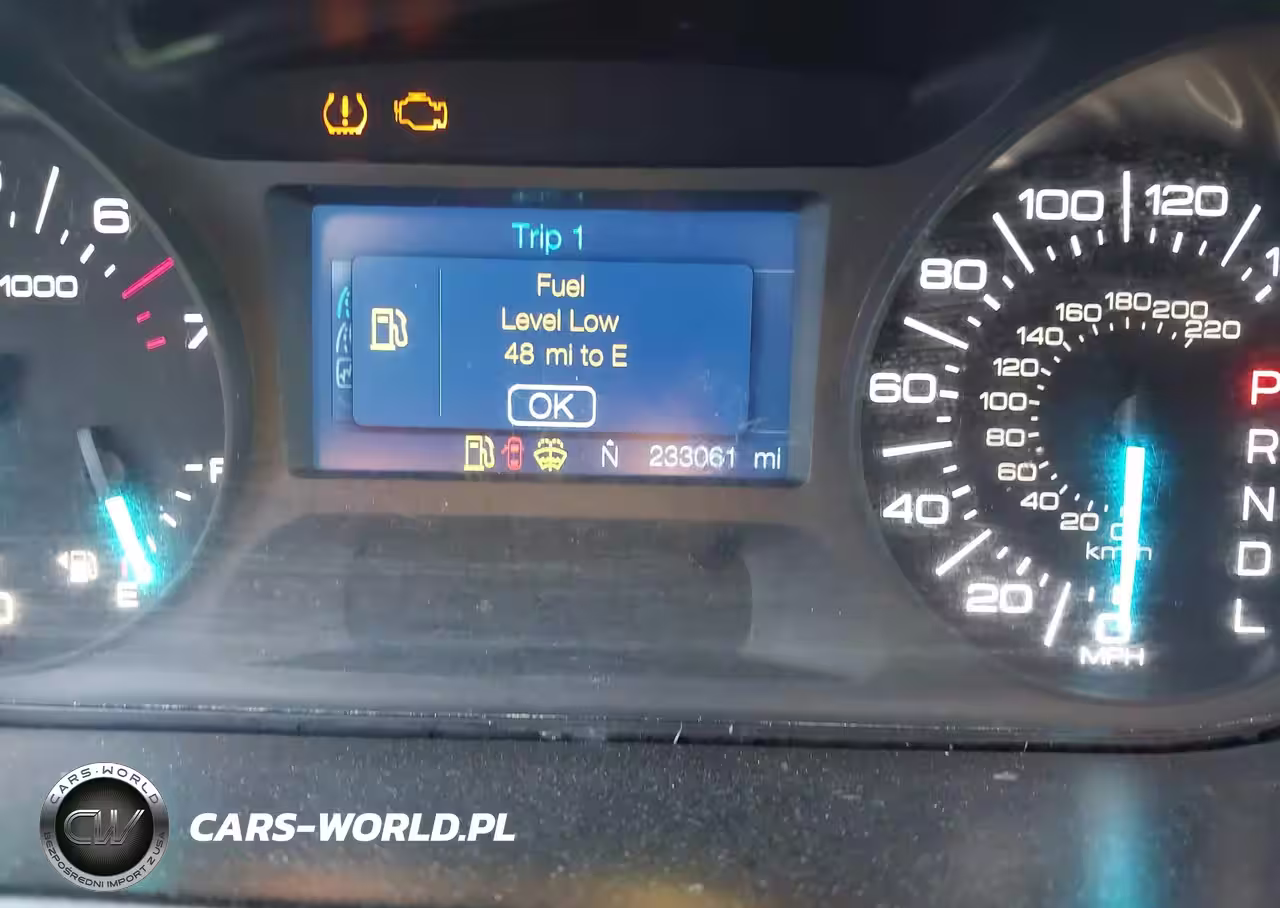 Trip 1
Fuel
Level Low
48 mi to E
OK
N 233061 mi
6
7
1000
F
E
0
20
40
60
80
100
120
1
MPH
0
20
40
60
80
100
120
140
160
180
200
220
km/h
P
R
N
D
L
CARS-WORLD
CW
BEZPOŚREDNI IMPORT Z USA
CARS-WORLD.PL